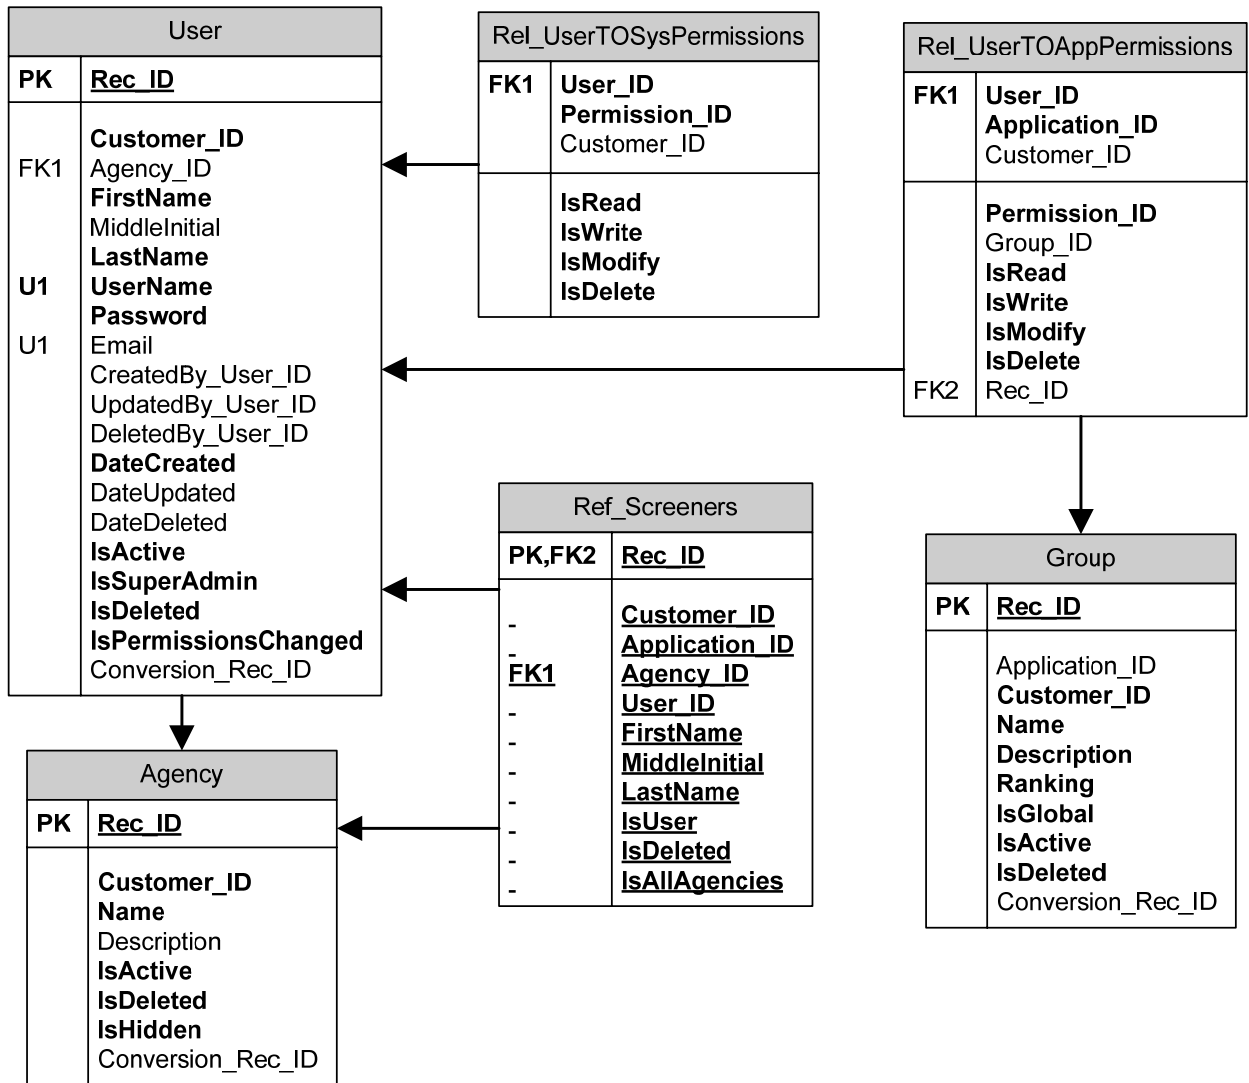 User
PK Rec_ID
Customer_ID
FK1 Agency_ID
FirstName
MiddleInitial
LastName
U1 UserName
Password
U1 Email
CreatedBy_User_ID
UpdatedBy_User_ID
DeletedBy_User_ID
DateCreated
DateUpdated
DateDeleted
IsActive
IsSuperAdmin
IsDeleted
IsPermissionsChanged
Conversion_Rec_ID
Rel_UserTOSysPermissions
FK1 User_ID
Permission_ID
Customer_ID
IsRead
IsWrite
IsModify
IsDelete
Rel_UserTOAppPermissions
FK1 User_ID
Application_ID
Customer_ID
Permission_ID
Group_ID
IsRead
IsWrite
IsModify
IsDelete
FK2 Rec_ID
Ref_Screeners
PK,FK2 Rec_ID
- Customer_ID
- Application_ID
FK1 Agency_ID
- User_ID
- FirstName
- MiddleInitial
- LastName
- IsUser
- IsDeleted
- IsAllAgencies
Group
PK Rec_ID
Application_ID
Customer_ID
Name
Description
Ranking
IsGlobal
IsActive
IsDeleted
Conversion_Rec_ID
Agency
PK Rec_ID
Customer_ID
Name
Description
IsActive
IsDeleted
IsHidden
Conversion_Rec_ID